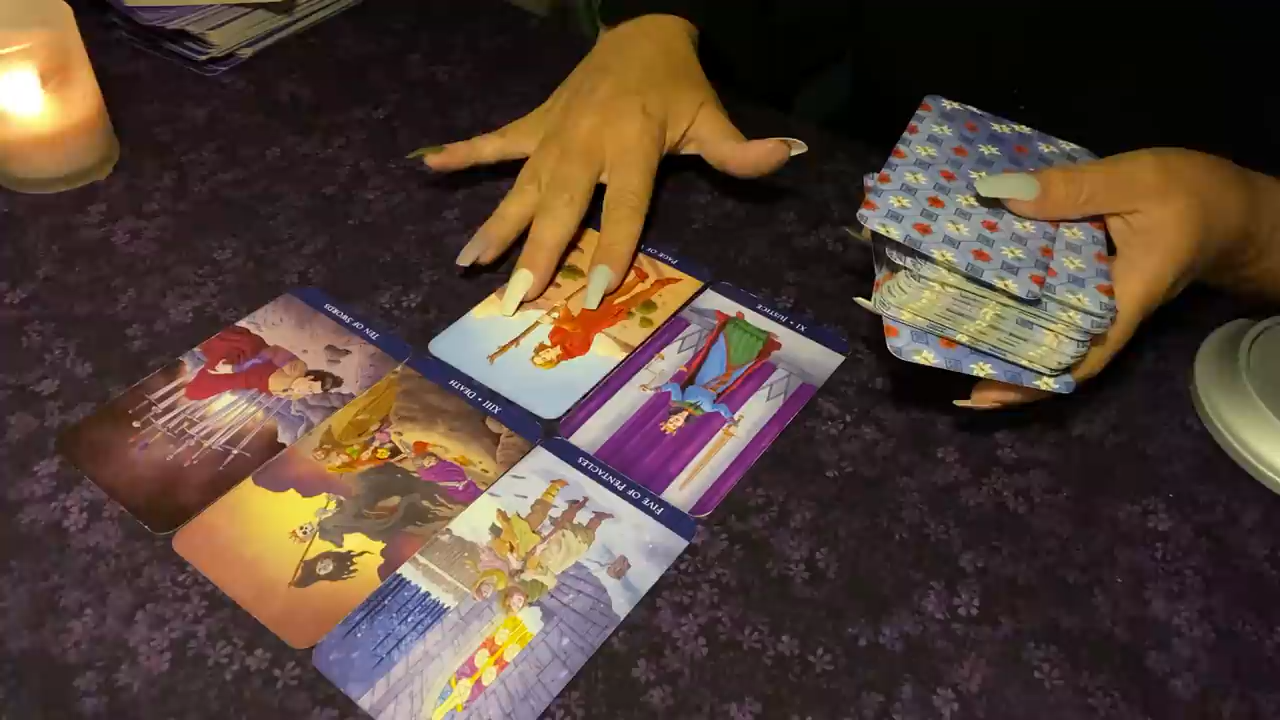 PAGE OF
XI • JUSTICE
TEN OF SWORDS
XIII • DEATH
FIVE OF PENTACLES